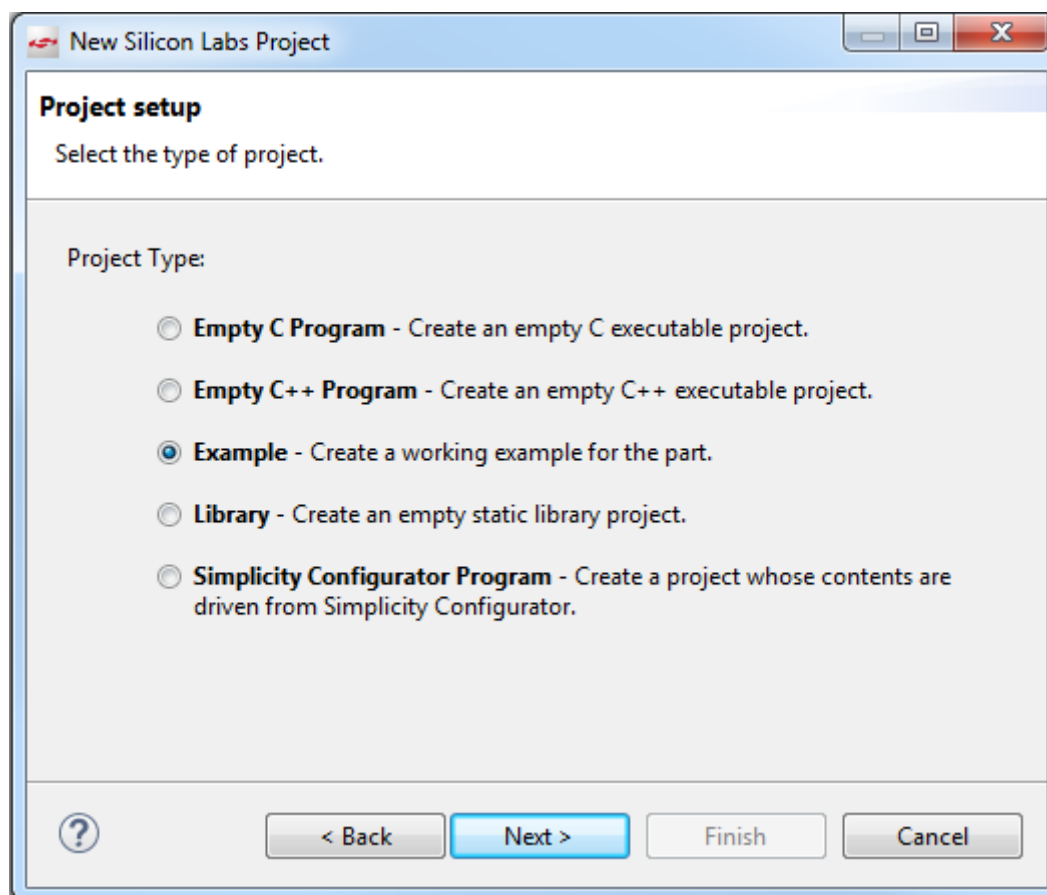 New Silicon Labs Project
Project setup
Select the type of project.
Project Type:
Empty C Program - Create an empty C executable project.
Empty C++ Program - Create an empty C++ executable project.
Example - Create a working example for the part.
Library - Create an empty static library project.
Simplicity Configurator Program - Create a project whose contents are
driven from Simplicity Configurator.
? < Back Next > Finish Cancel